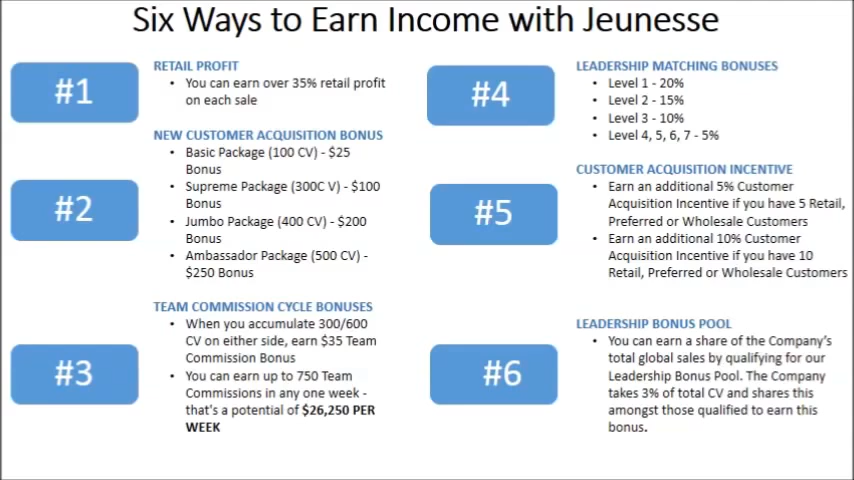 Six Ways to Earn Income with Jeunesse
#1
RETAIL PROFIT
• You can earn over 35% retail profit
on each sale
#2
NEW CUSTOMER ACQUISITION BONUS
• Basic Package (100 CV) - $25
Bonus
• Supreme Package (300C V) - $100
Bonus
• Jumbo Package (400 CV) - $200
Bonus
• Ambassador Package (500 CV) -
$250 Bonus
#3
TEAM COMMISSION CYCLE BONUSES
• When you accumulate 300/600
CV on either side, earn $35 Team
Commission Bonus
• You can earn up to 750 Team
Commissions in any one week -
that's a potential of $26,250 PER
WEEK
#4
LEADERSHIP MATCHING BONUSES
• Level 1 - 20%
• Level 2 - 15%
• Level 3 - 10%
• Level 4, 5, 6, 7 - 5%
#5
CUSTOMER ACQUISITION INCENTIVE
• Earn an additional 5% Customer
Acquisition Incentive if you have 5 Retail,
Preferred or Wholesale Customers
• Earn an additional 10% Customer
Acquisition Incentive if you have 10
Retail, Preferred or Wholesale Customers
#6
LEADERSHIP BONUS POOL
• You can earn a share of the Company's
total global sales by qualifying for our
Leadership Bonus Pool. The Company
takes 3% of total CV and shares this
amongst those qualified to earn this
bonus.